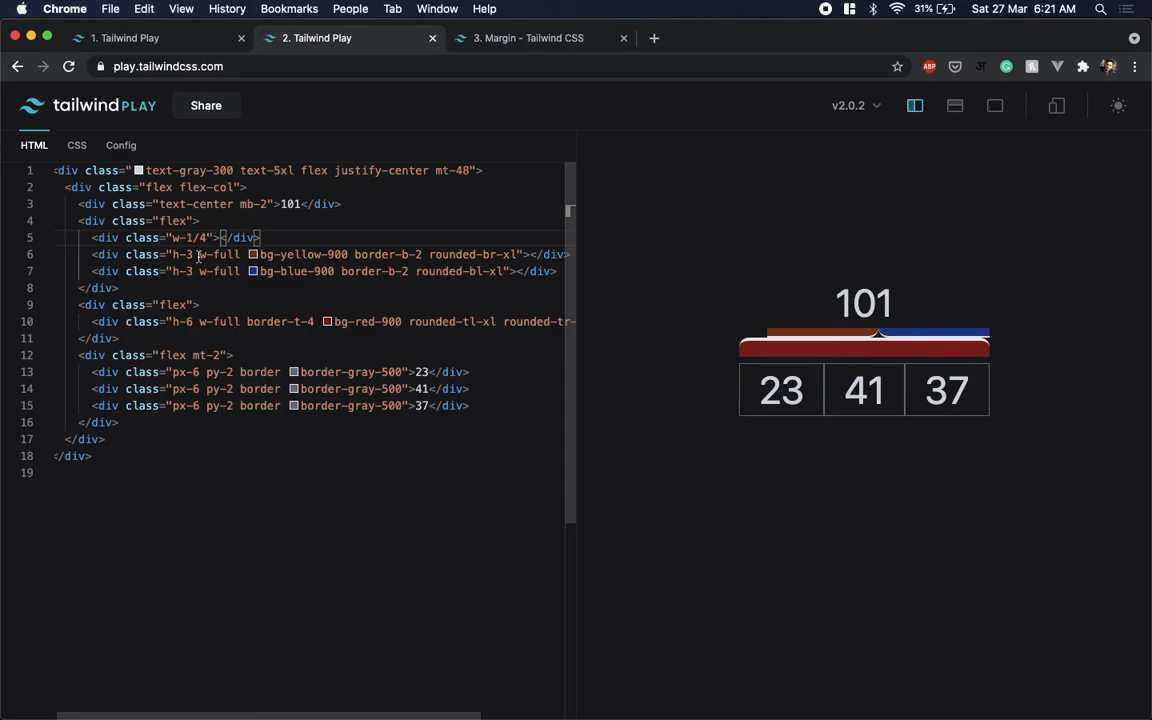 Chrome File Edit View History Bookmarks People Tab Window Help 31% Sat 27 Mar 6:21 AM
1. Tailwind Play 2. Tailwind Play 3. Margin - Tailwind CSS
play.tailwindcss.com ABP
tailwind PLAY Share v2.0.2
HTML CSS Config
1 <div class="text-gray-300 text-5xl flex justify-center mt-48">
2 <div class="flex flex-col">
3 <div class="text-center mb-2">101</div>
4 <div class="flex">
5 <div class="w-1/4"></div>
6 <div class="h-3 w-full bg-yellow-900 border-b-2 rounded-br-xl"></div>
7 <div class="h-3 w-full bg-blue-900 border-b-2 rounded-bl-xl"></div>
8 </div>
9 <div class="flex">
10 <div class="h-6 w-full border-t-4 bg-red-900 rounded-tl-xl rounded-tr-
11 </div>
12 <div class="flex mt-2">
13 <div class="px-6 py-2 border border-gray-500">23</div>
14 <div class="px-6 py-2 border border-gray-500">41</div>
15 <div class="px-6 py-2 border border-gray-500">37</div>
16 </div>
17 </div>
18 </div>
19
101
23 41 37